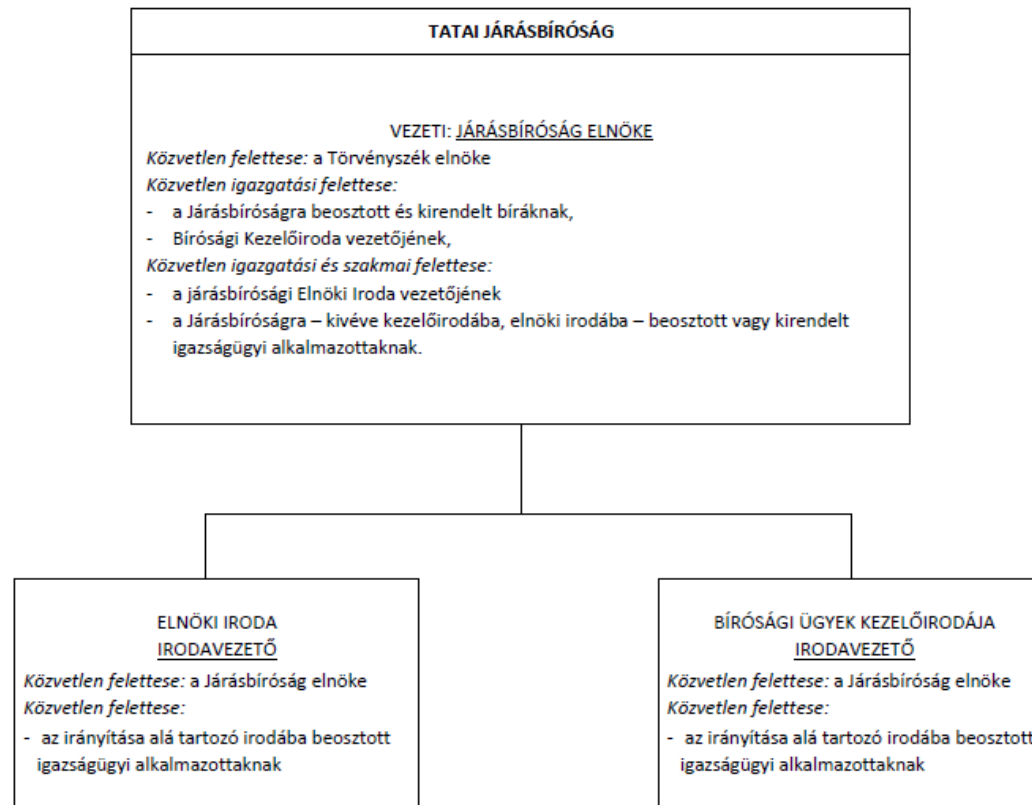 TATAI JÁRÁSBÍRÓSÁG
VEZETI: JÁRÁSBÍRÓSÁG ELNÖKE
Közvetlen felettese: a Törvényszék elnöke
Közvetlen igazgatási felettese:
- a Járásbíróságra beosztott és kirendelt bíráknak,
- Bírósági Kezelőiroda vezetőjének,
Közvetlen igazgatási és szakmai felettese:
- a járásbírósági Elnöki Iroda vezetőjének
- a Járásbíróságra – kivéve kezelőirodába, elnöki irodába – beosztott vagy kirendelt
igazságügyi alkalmazottaknak.
ELNÖKI IRODA
IRODAVEZETŐ
Közvetlen felettese: a Járásbíróság elnöke
Közvetlen felettese:
- az irányítása alá tartozó irodába beosztott
igazságügyi alkalmazottaknak
BÍRÓSÁGI ÜGYEK KEZELŐIRODÁJA
IRODAVEZETŐ
Közvetlen felettese: a Járásbíróság elnöke
Közvetlen felettese:
- az irányítása alá tartozó irodába beosztott
igazságügyi alkalmazottaknak